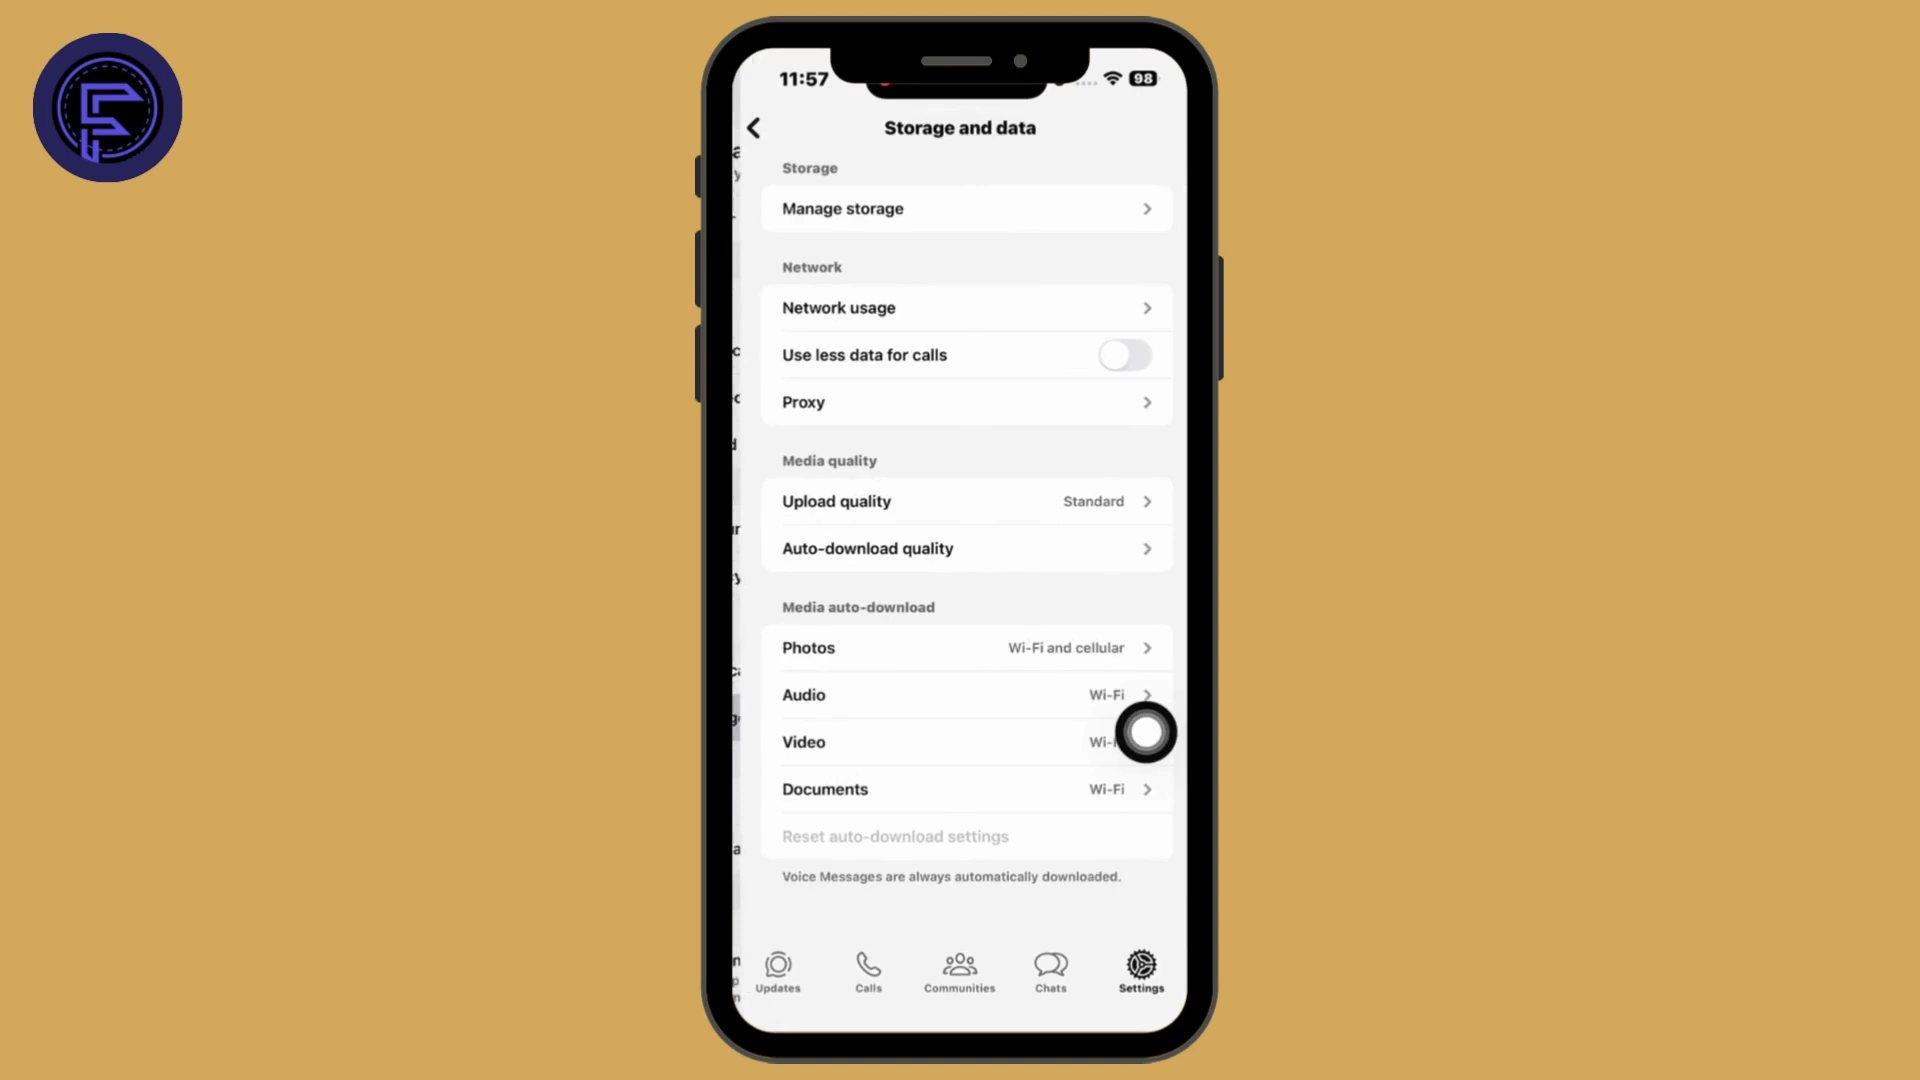 11:57
98
Storage and data
Storage
Manage storage
Network
Network usage
Use less data for calls
Proxy
Media quality
Upload quality Standard
Auto-download quality
Media auto-download
Photos Wi-Fi and cellular
Audio Wi-Fi
Video
Documents Wi-Fi
Reset auto-download settings
Voice Messages are always automatically downloaded.
Updates Calls Communities Chats Settings